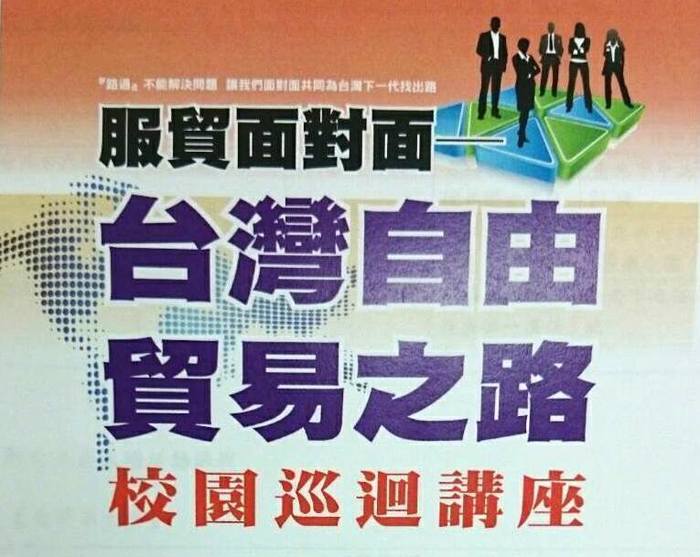 『路過』不能解決問題 讓我們面對面共同為台灣下一代找出路
服貿面對面—
台灣自由
貿易之路
校園巡迴講座